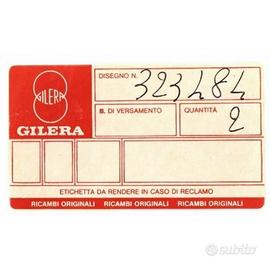 GILERA
DISEGNO N. 323484
B. DI VERSAMENTO
QUANTITÀ
2
GILERA
ETICHETTA DA RENDERE IN CASO DI RECLAMO
RICAMBI ORIGINALI RICAMBI ORIGINALI RICAMBI ORIGINALI
subito